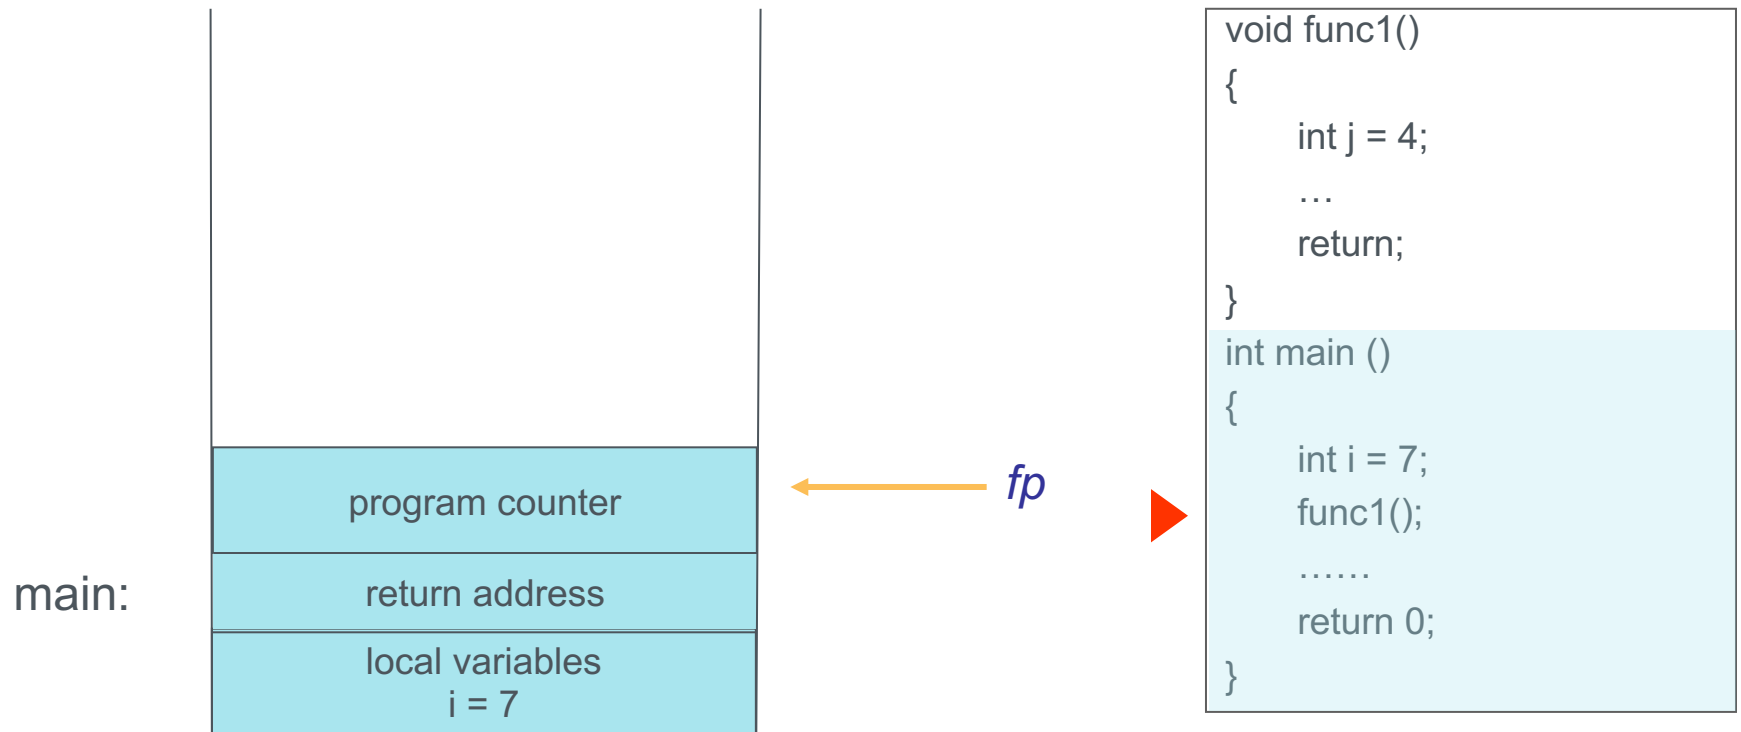 main:
program counter
return address
local variables
i = 7
fp
void func1()
{
int j = 4;
…
return;
}
int main ()
{
int i = 7;
func1();
……
return 0;
}